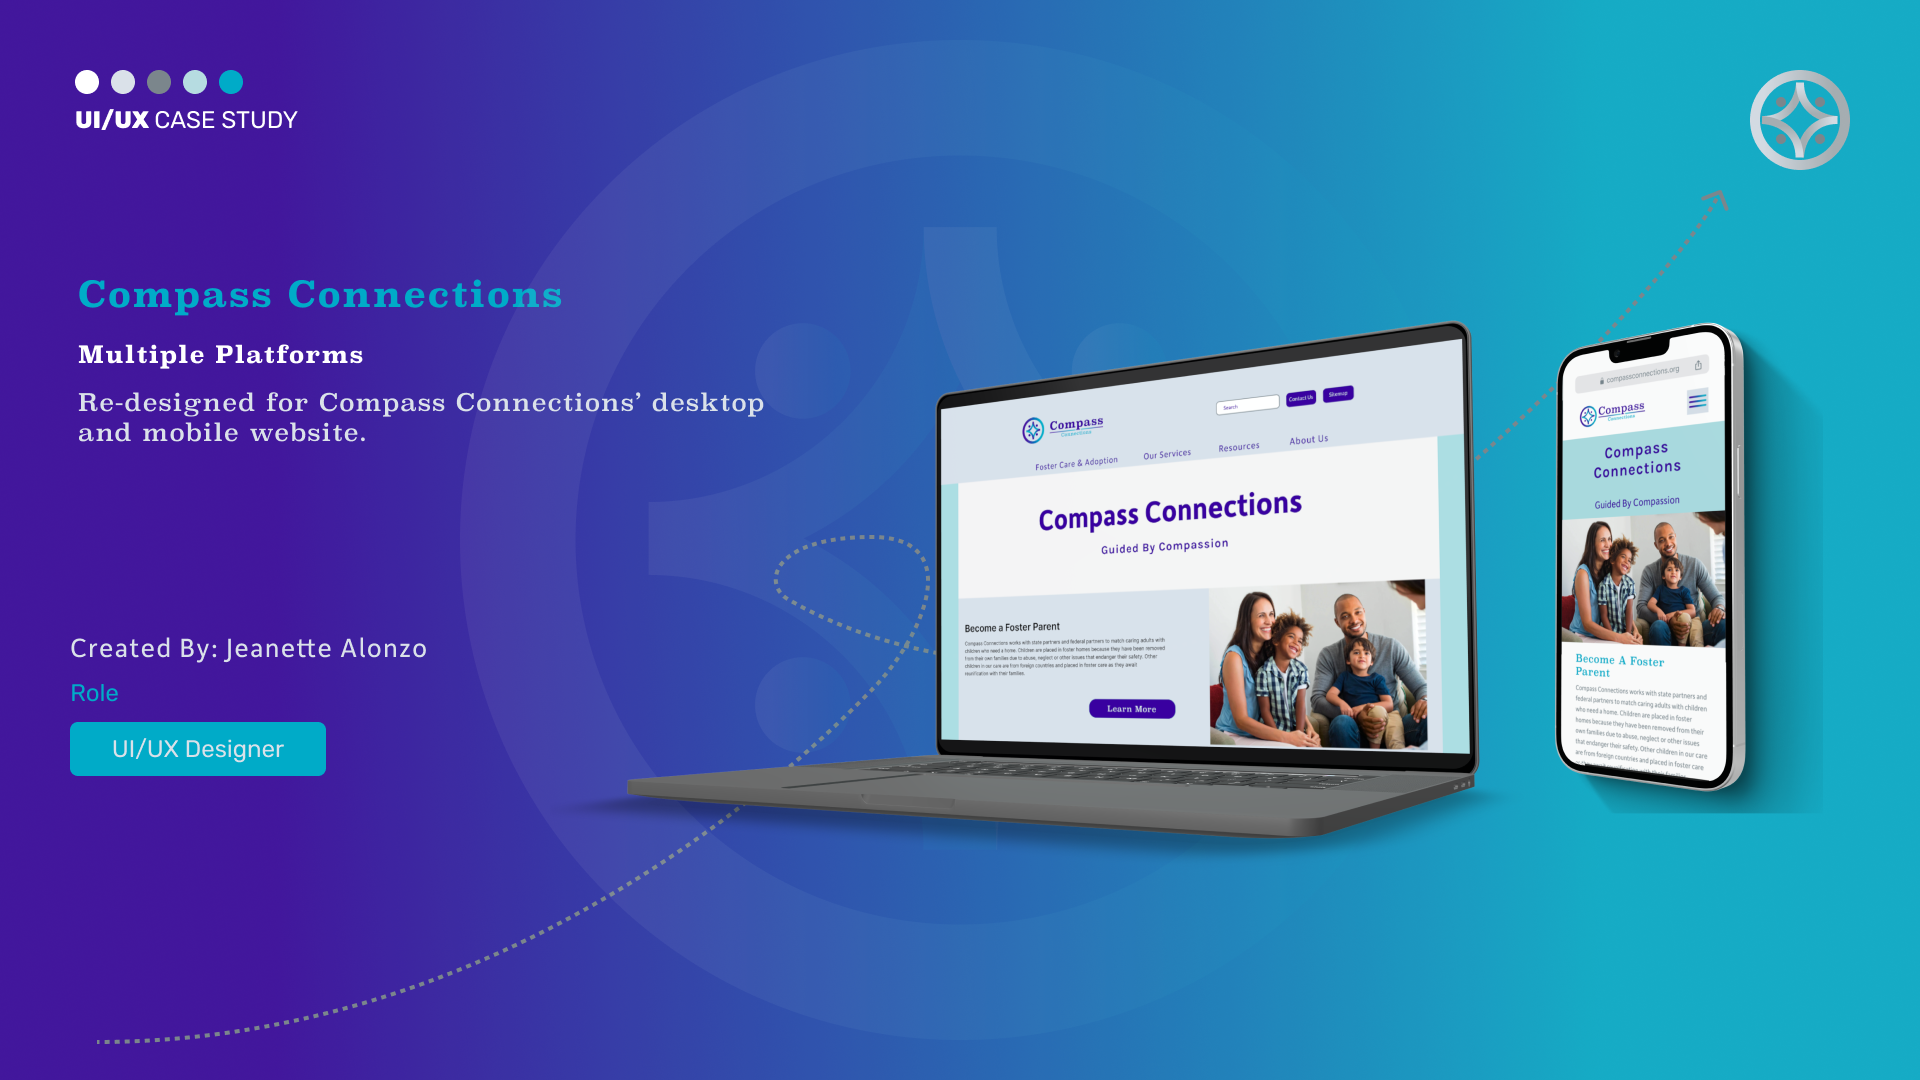 UI/UX CASE STUDY
Compass Connections
Multiple Platforms
Re-designed for Compass Connections’ desktop
and mobile website.
Created By: Jeanette Alonzo
Role
UI/UX Designer
Search
Contact Us
Sitemap
Compass
Connections
Foster Care & Adoption
Our Services
Resources
About Us
Compass Connections
Guided By Compassion
Become a Foster Parent
Compass Connections works with state partners and federal partners to match caring adults with
children who need a home. Children are placed in foster homes because they have been removed
from their own families due to abuse, neglect or other issues that endanger their safety. Other
children in our care are from foreign countries and placed in foster care as they await
reunification with their families.
Learn More
compassconnections.org
Compass
Connections
Compass
Connections
Guided By Compassion
Become A Foster
Parent
Compass Connections works with state partners and
federal partners to match caring adults with children
who need a home. Children are placed in foster
homes because they have been removed from their
own families due to abuse, neglect or other issues
that endanger their safety. Other children in our care
are from foreign countries and placed in foster care